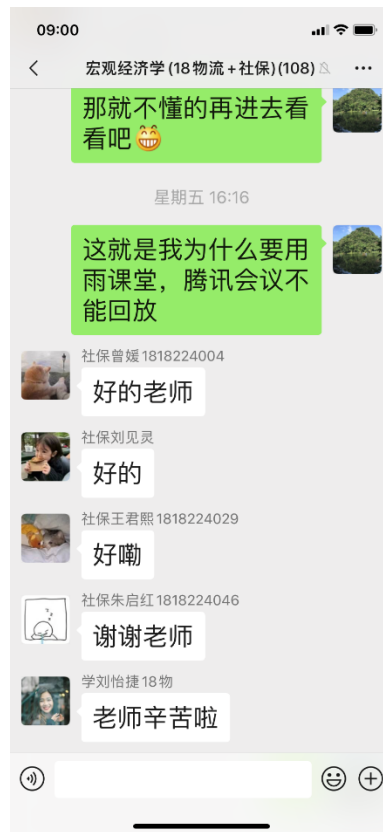 09:00
宏观经济学(18物流+社保)(108)
那就不懂的再进去看
看吧😁
星期五 16:16
这就是我为什么要用
雨课堂，腾讯会议不
能回放
社保曾媛1818224004
好的老师
社保刘见灵
好的
社保王君熙1818224029
好嘞
社保朱启红1818224046
谢谢老师
学刘怡捷18物
老师辛苦啦